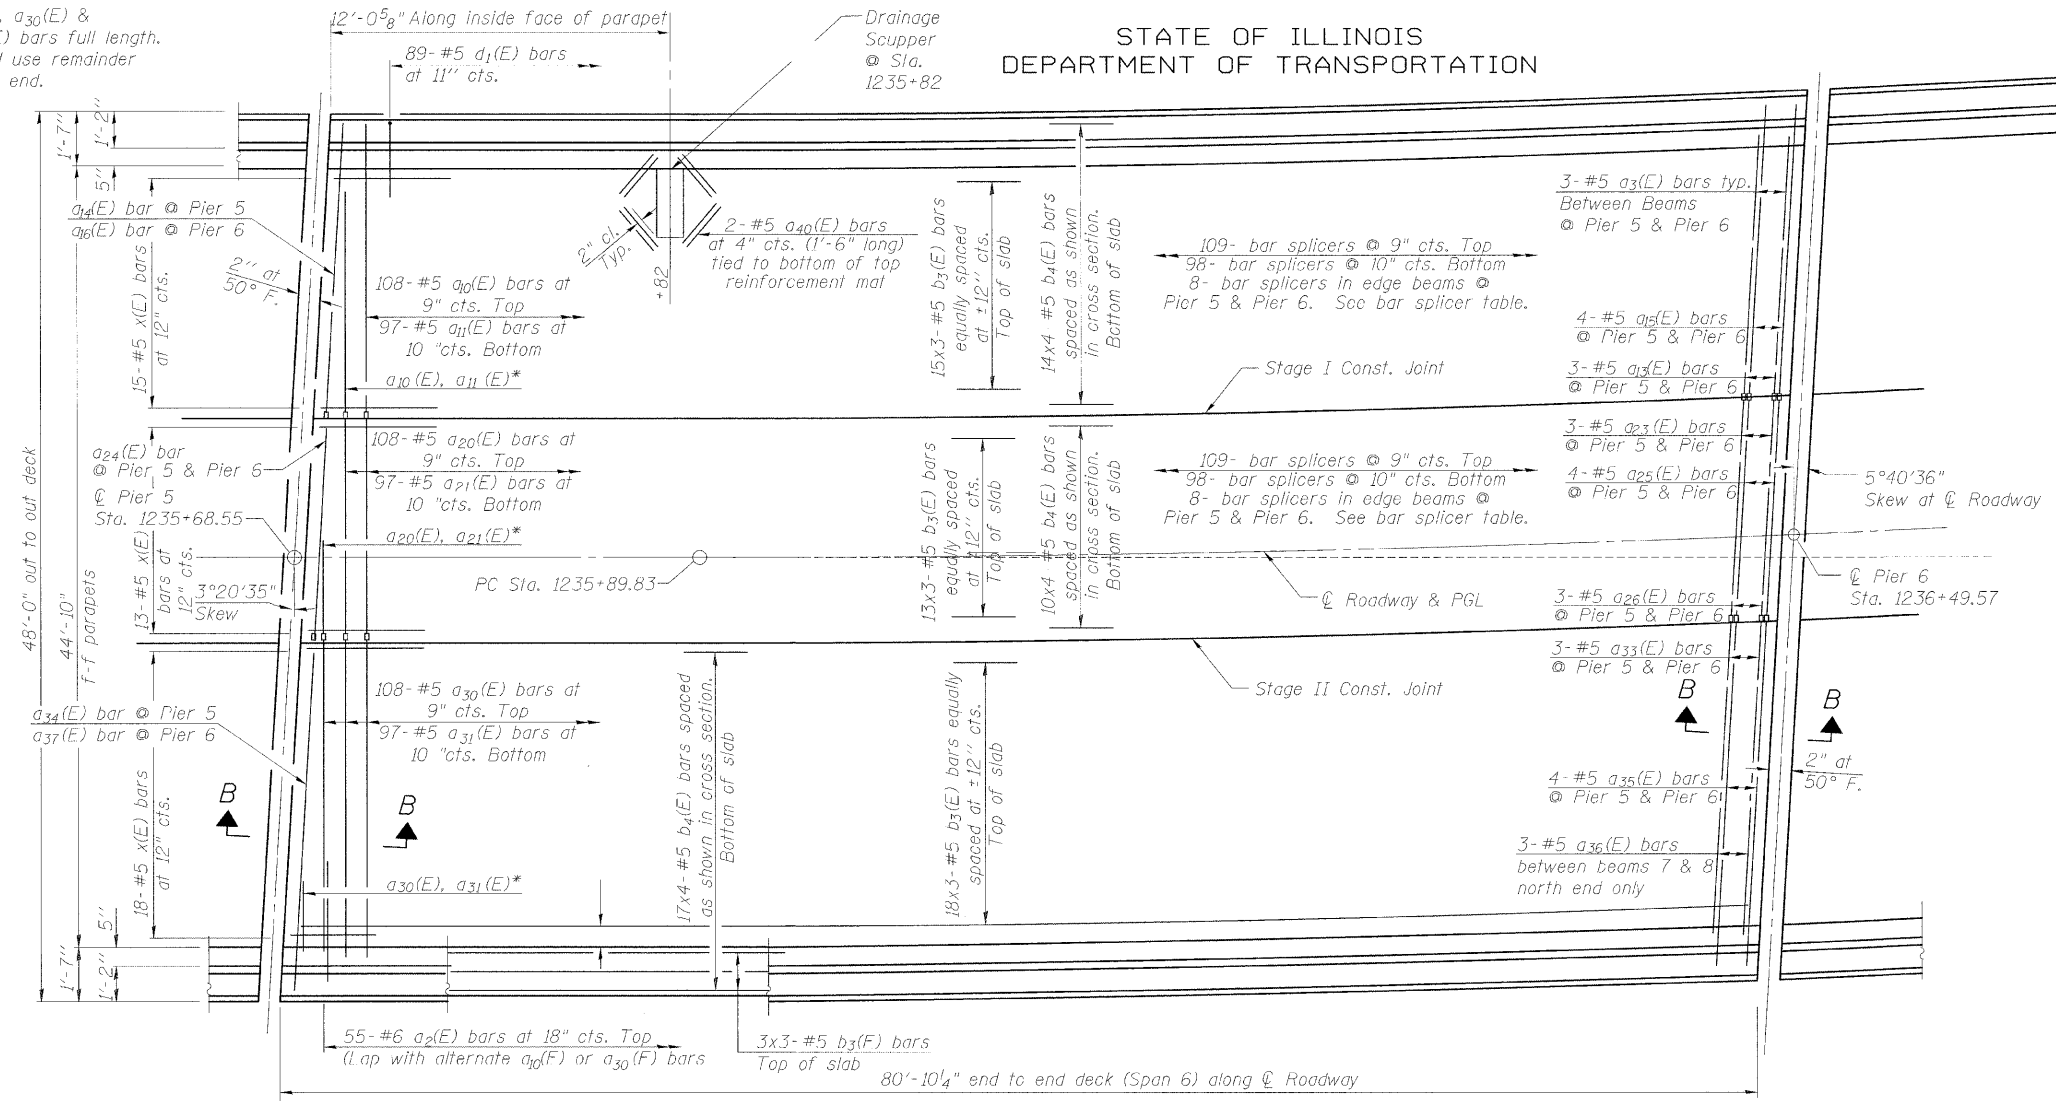 , a30(E) &
E) bars full length.
d use remainder
end.
12'-0 5/8" Along inside face of parapet
89- #5 d1(E) bars
at 11" cts.
Drainage
Scupper
@ Sta.
1235+82
STATE OF ILLINOIS
DEPARTMENT OF TRANSPORTATION
1'-7"
1'-2"
5"
a14(E) bar @ Pier 5
a16(E) bar @ Pier 6
15- #5 x(E) bars
at 12" cts.
2" at
50° F.
108- #5 a10(E) bars at
9" cts. Top
97- #5 a11(E) bars at
10 "cts. Bottom
a10(E), a11(E)*
2" cl.
Typ.
+82
2- #5 a40(E) bars
at 4" cts. (1'-6" long)
tied to bottom of top
reinforcement mat
15x3- #5 b3(E) bars
equally spaced
at ±12" cts.
Top of slab
14x4 #5 b4(E) bars
spaced as shown
in cross section.
Bottom of slab
109- bar splicers @ 9" cts. Top
98- bar splicers @ 10" cts. Bottom
8- bar splicers in edge beams @
Pier 5 & Pier 6. See bar splicer table.
3- #5 a3(E) bars typ.
Between Beams
@ Pier 5 & Pier 6
4- #5 a15(E) bars
@ Pier 5 & Pier 6
3- #5 a13(E) bars
@ Pier 5 & Pier 6
Stage I Const. Joint
48'-0" out to out deck
44'-10"
f-f parapets
a24(E) bar
@ Pier 5 & Pier 6
℄ Pier 5
Sta. 1235+68.55
13- #5 x(E)
bars at
12" cts.
3°20'35"
Skew
108- #5 a20(E) bars at
9" cts. Top
97- #5 a21(E) bars at
10 "cts. Bottom
a20(E), a21(E)*
PC Sta. 1235+89.83
13x3- #5 b3(E) bars
equally spaced
at ±12" cts.
Top of slab
10x4 #5 b4(E) bars
spaced as shown
in cross section.
Bottom of slab
109- bar splicers @ 9" cts. Top
98- bar splicers @ 10" cts. Bottom
8- bar splicers in edge beams @
Pier 5 & Pier 6. See bar splicer table.
3- #5 a23(E) bars
@ Pier 5 & Pier 6
4- #5 a25(E) bars
@ Pier 5 & Pier 6
5°40'36"
Skew at ℄ Roadway
℄ Roadway & PGL
℄ Pier 6
Sta. 1236+49.57
3- #5 a26(E) bars
@ Pier 5 & Pier 6
3- #5 a33(E) bars
@ Pier 5 & Pier 6
Stage II Const. Joint
a34(E) bar @ Pier 5
a37(E) bar @ Pier 6
18- #5 x(E) bars
at 12" cts.
108- #5 a30(E) bars at
9" cts. Top
97- #5 a31(E) bars at
10 "cts. Bottom
a30(E), a31(E)*
17x4- #5 b4(E) bars spaced
as shown in cross section.
Bottom of slab
18x3- #5 b3(E) bars equally
spaced at ±12" cts.
Top of slab
B
B
B
B
2" at
50° F.
4- #5 a35(E) bars
@ Pier 5 & Pier 6
3- #5 a36(E) bars
between beams 7 & 8
north end only
5"
1'-7"
1'-2"
55- #6 a2(E) bars at 18" cts. Top
(Lap with alternate a10(E) or a30(E) bars
3x3- #5 b3(E) bars
Top of slab
80'-10 1/4" end to end deck (Span 6) along ℄ Roadway